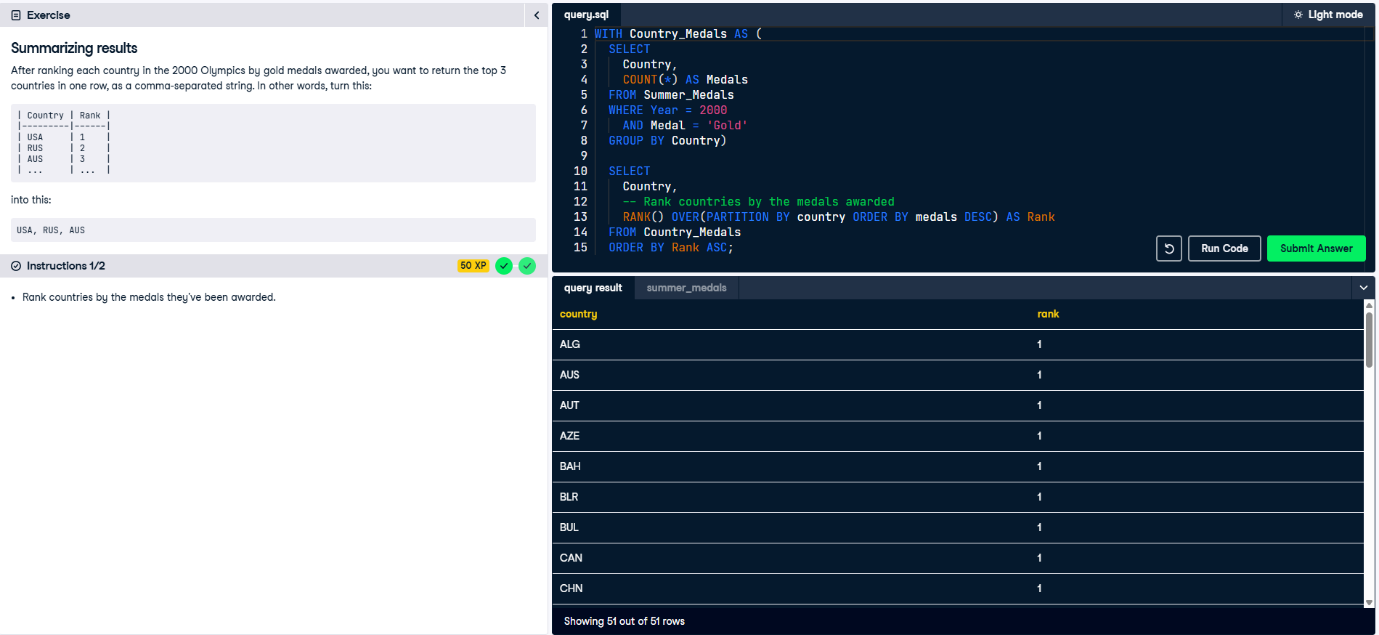 Exercise
Summarizing results
After ranking each country in the 2000 Olympics by gold medals awarded, you want to return the top 3
countries in one row, as a comma-separated string. In other words, turn this:
| Country | Rank |
|---------|------|
| USA | 1 |
| RUS | 2 |
| AUS | 3 |
| ... | ... |
into this:
USA, RUS, AUS
Instructions 1/2
50 XP
• Rank countries by the medals they've been awarded.
query.sql
Light mode
1 WITH Country_Medals AS (
2 SELECT
3 Country,
4 COUNT(*) AS Medals
5 FROM Summer_Medals
6 WHERE Year = 2000
7 AND Medal = 'Gold'
8 GROUP BY Country)
9
10 SELECT
11 Country,
12 -- Rank countries by the medals awarded
13 RANK() OVER(PARTITION BY country ORDER BY medals DESC) AS Rank
14 FROM Country_Medals
15 ORDER BY Rank ASC;
Run Code
Submit Answer
query result
summer_medals
country rank
ALG 1
AUS 1
AUT 1
AZE 1
BAH 1
BLR 1
BUL 1
CAN 1
CHN 1
Showing 51 out of 51 rows